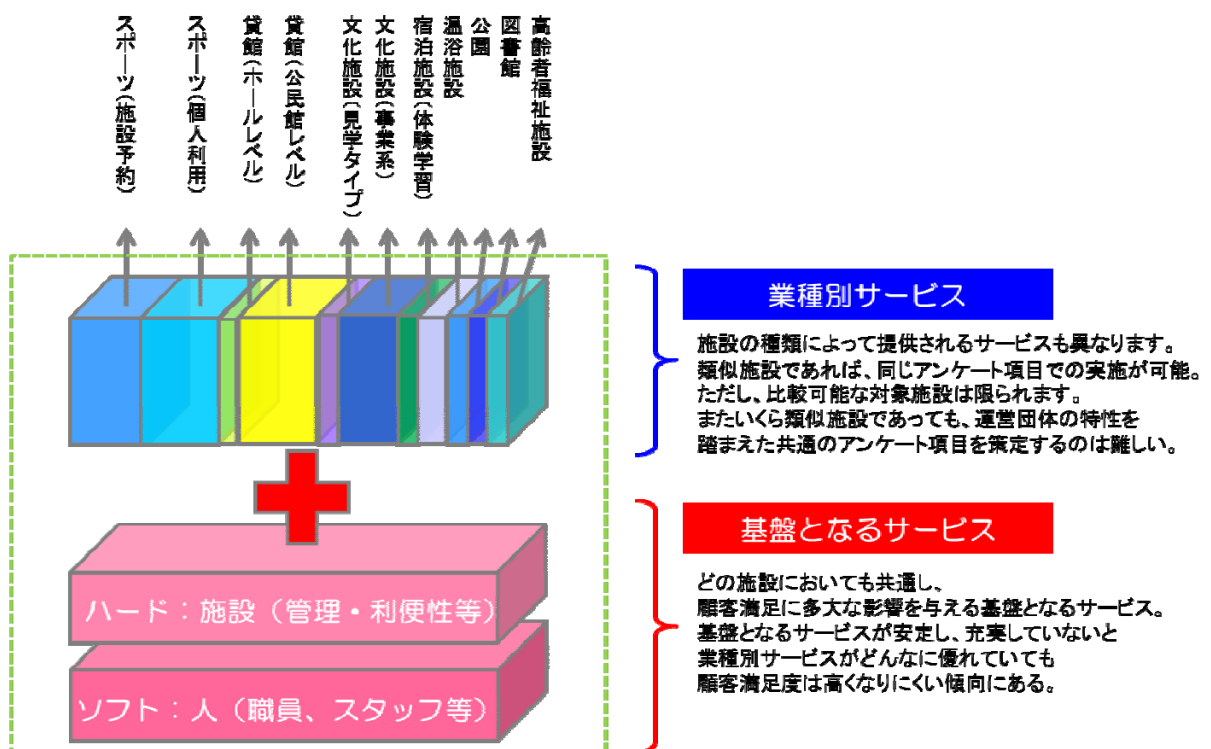 スポーツ(施設予約)
スポーツ(個人利用)
貸館(ホールレベル)
貸館(公民館レベル)
文化施設(見学タイプ)
文化施設(事業系)
宿泊施設(体験学習)
温浴施設
公園
図書館
高齢者福祉施設
業種別サービス
施設の種類によって提供されるサービスも異なります。
類似施設であれば、同じアンケート項目での実施が可能。
ただし、比較可能な対象施設は限られます。
またいくら類似施設であっても、運営団体の特性を
踏まえた共通のアンケート項目を策定するのは難しい。
基盤となるサービス
どの施設においても共通し、
顧客満足に多大な影響を与える基盤となるサービス。
基盤となるサービスが安定し、充実していないと
業種別サービスがどんなに優れていても
顧客満足度は高くなりにくい傾向にある。
ハード：施設（管理・利便性等）
ソフト：人（職員、スタッフ等）